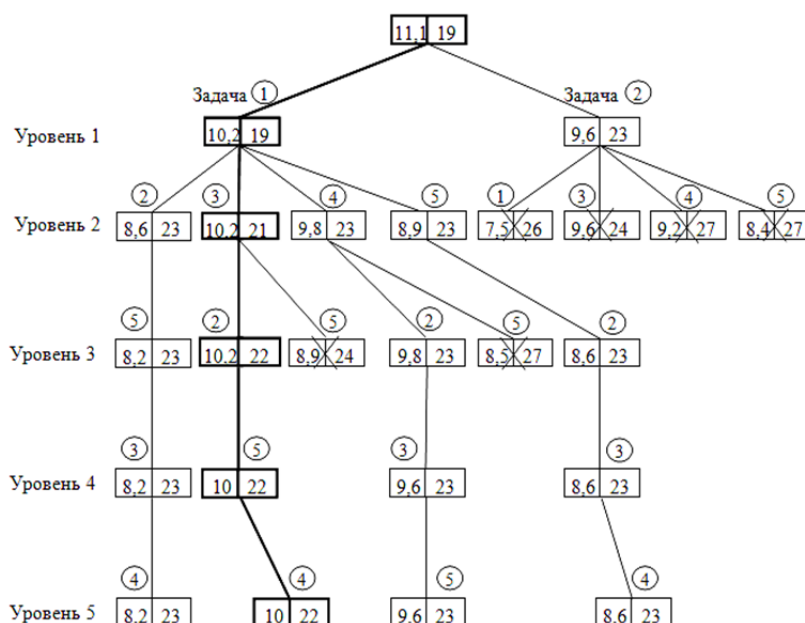 11,1 19
Задача 1 Задача 2
Уровень 1 10,2 19 9,6 23
2 3 4 5 1 3 4 5
Уровень 2 8,6 23 10,2 21 9,8 23 8,9 23 7,5 26 9,6 24 9,2 27 8,4 27
5 2 5 2 5 2
Уровень 3 8,2 23 10,2 22 8,9 24 9,8 23 8,5 27 8,6 23
3 5 3 3
Уровень 4 8,2 23 10 22 9,6 23 8,6 23
4 4 5 4
Уровень 5 8,2 23 10 22 9,6 23 8,6 23